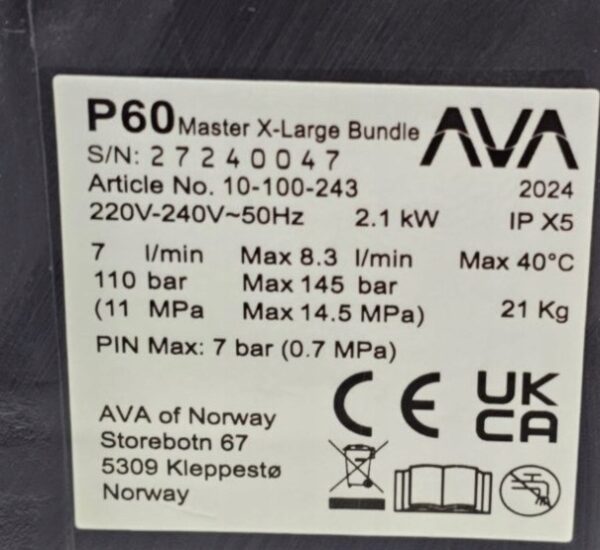 P60 Master X-Large Bundle AVA
S/N: 27240047
Article No. 10-100-243 2024
220V-240V~50Hz 2.1 kW IP X5
7 l/min Max 8.3 l/min Max 40°C
110 bar Max 145 bar
(11 MPa Max 14.5 MPa) 21 Kg
PIN Max: 7 bar (0.7 MPa)
CE UK
CA
AVA of Norway
Storebotn 67
5309 Kleppestø
Norway